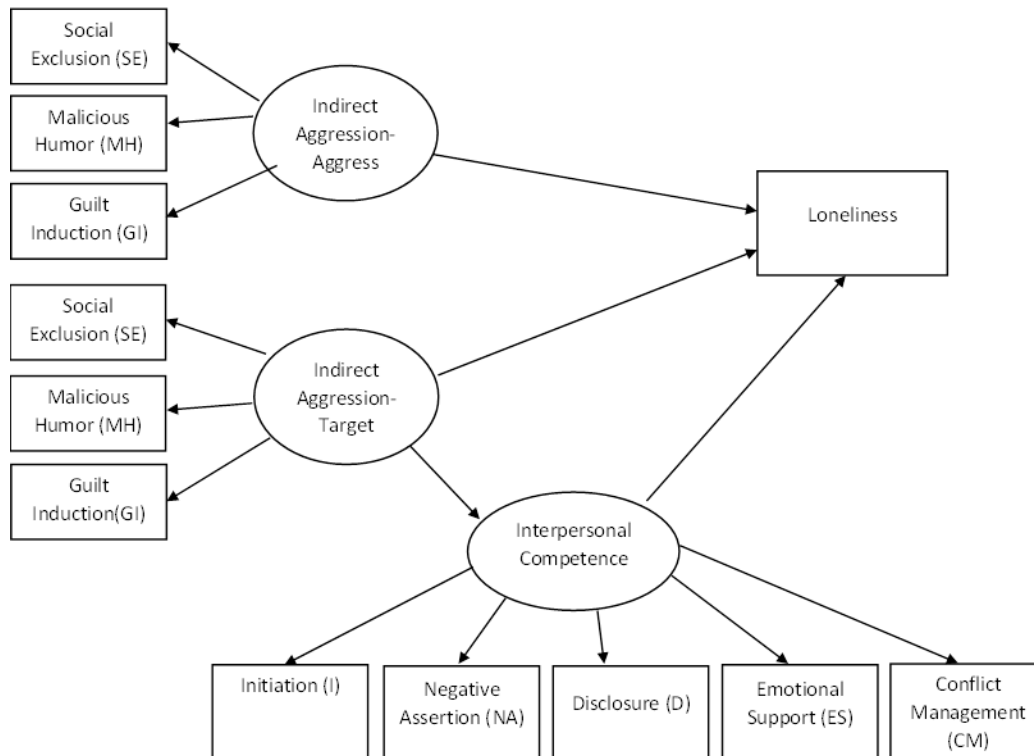 Social
Exclusion (SE)
Malicious
Humor (MH)
Guilt
Induction (GI)
Indirect
Aggression-
Aggress
Loneliness
Social
Exclusion (SE)
Malicious
Humor (MH)
Guilt
Induction(GI)
Indirect
Aggression-
Target
Interpersonal
Competence
Initiation (I)
Negative
Assertion (NA)
Disclosure (D)
Emotional
Support (ES)
Conflict
Management
(CM)